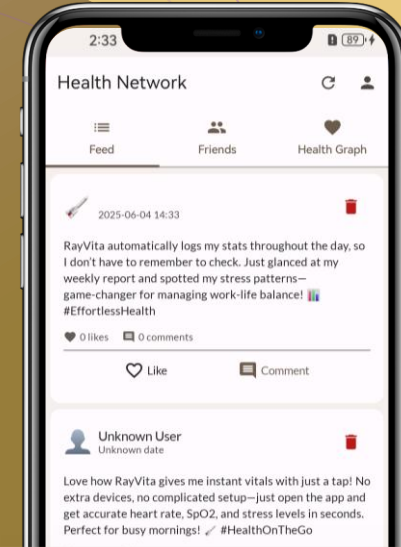 2:33
89
Health Network
Feed
Friends
Health Graph
2025-06-04 14:33
RayVita automatically logs my stats throughout the day, so
I don't have to remember to check. Just glanced at my
weekly report and spotted my stress patterns—
game-changer for managing work-life balance! 📊
#EffortlessHealth
0 likes
0 comments
Like
Comment
Unknown User
Unknown date
Love how RayVita gives me instant vitals with just a tap! No
extra devices, no complicated setup—just open the app and
get accurate heart rate, SpO2, and stress levels in seconds.
Perfect for busy mornings! #HealthOnTheGo